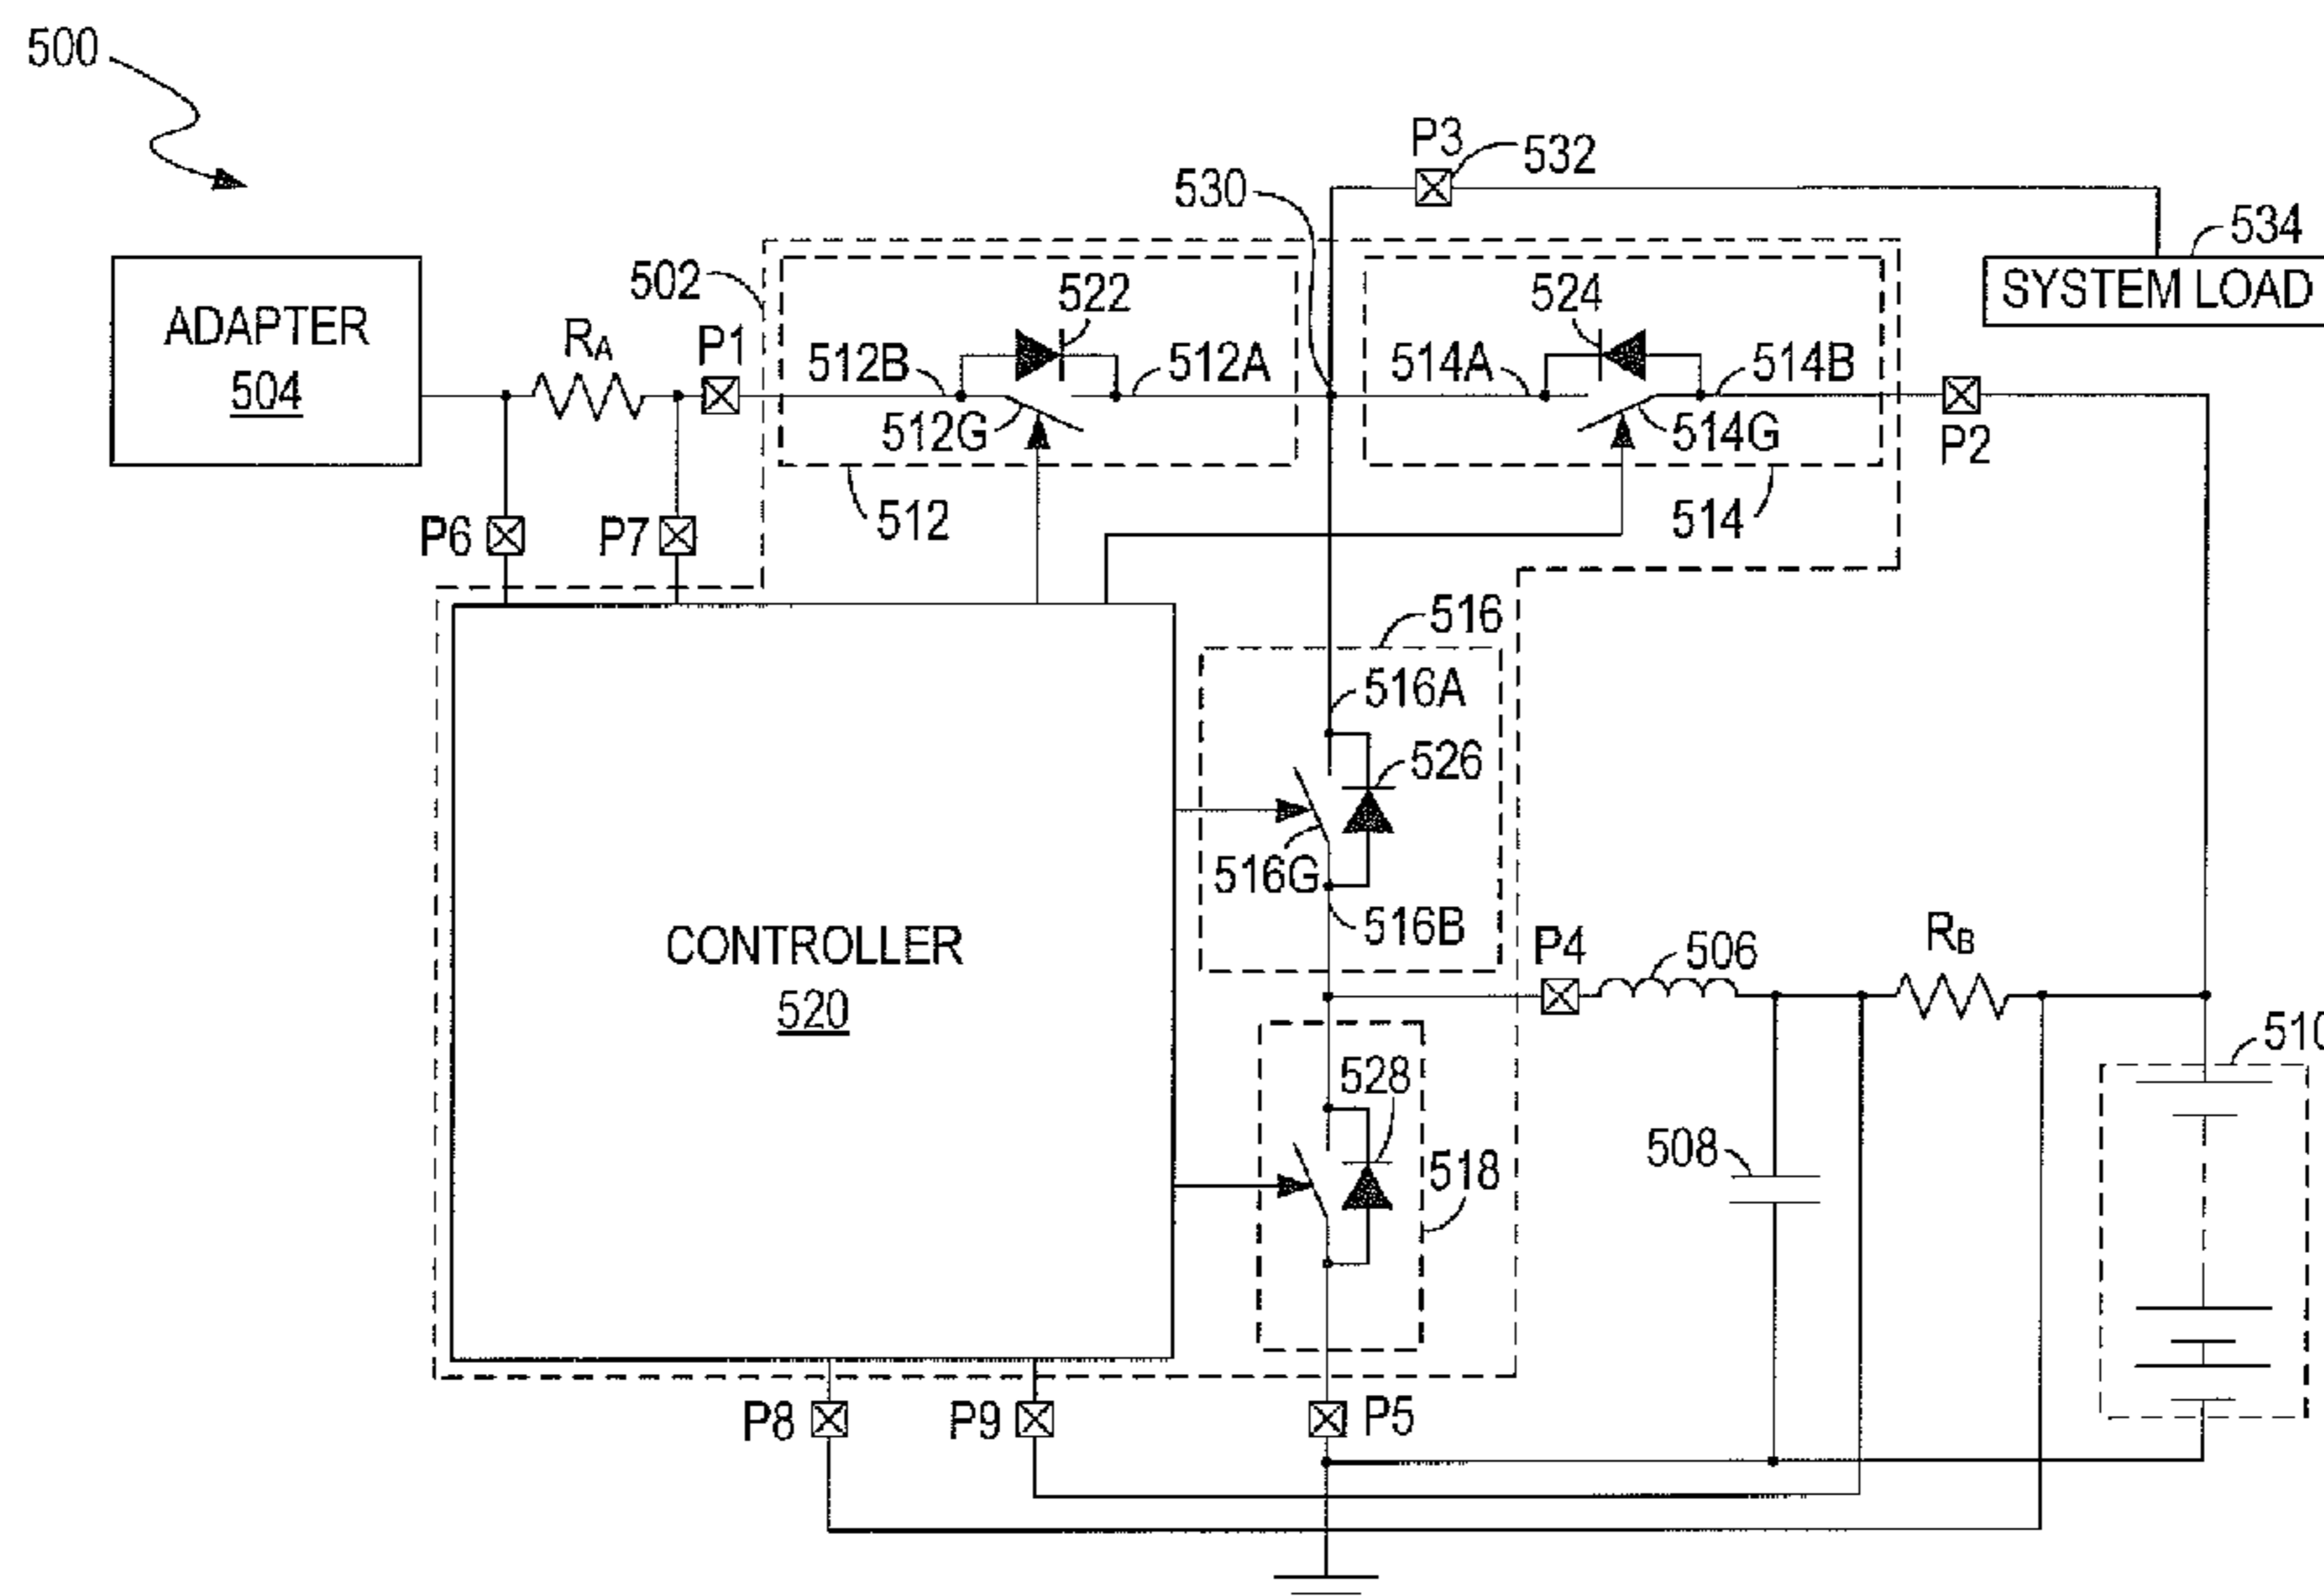 500
P3
532
530
534
SYSTEM LOAD
502
522
524
ADAPTER
504
RA
P1
512B
512A
514A
514B
512G
514G
P2
512
514
P6
P7
516
516A
526
516G
516B
CONTROLLER
520
P4
506
RB
510
528
518
508
P8
P9
P5